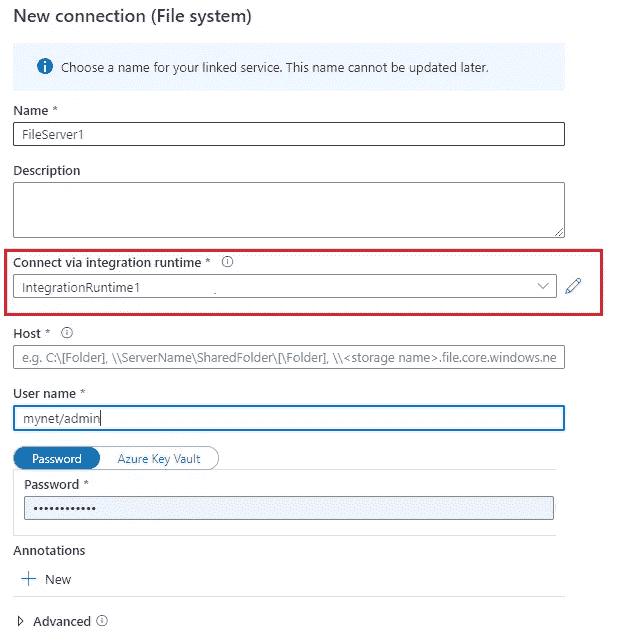 New connection (File system)
Choose a name for your linked service. This name cannot be updated later.
Name *
FileServer1
Description
Connect via integration runtime *
IntegrationRuntime1
Host *
e.g. C:\[Folder], \\ServerName\SharedFolder\[\Folder], \\<storage name>.file.core.windows.ne
User name *
mynet/admin
Password Azure Key Vault
Password *
••••••••••••
Annotations
New
Advanced